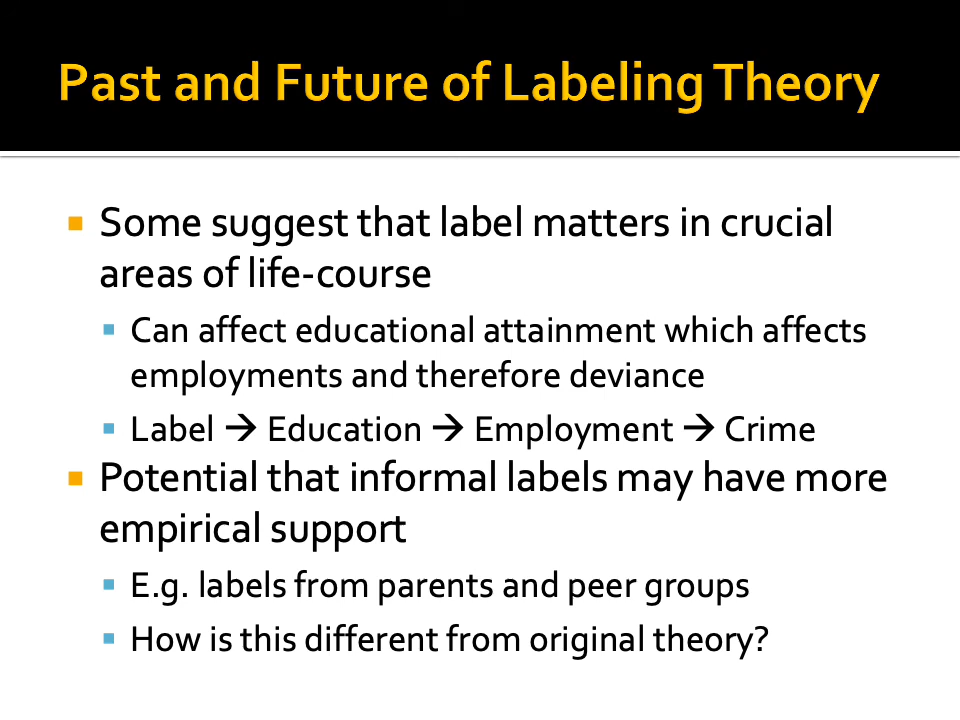 Past and Future of Labeling Theory
Some suggest that label matters in crucial
areas of life-course
Can affect educational attainment which affects
employments and therefore deviance
Label → Education → Employment → Crime
Potential that informal labels may have more
empirical support
E.g. labels from parents and peer groups
How is this different from original theory?